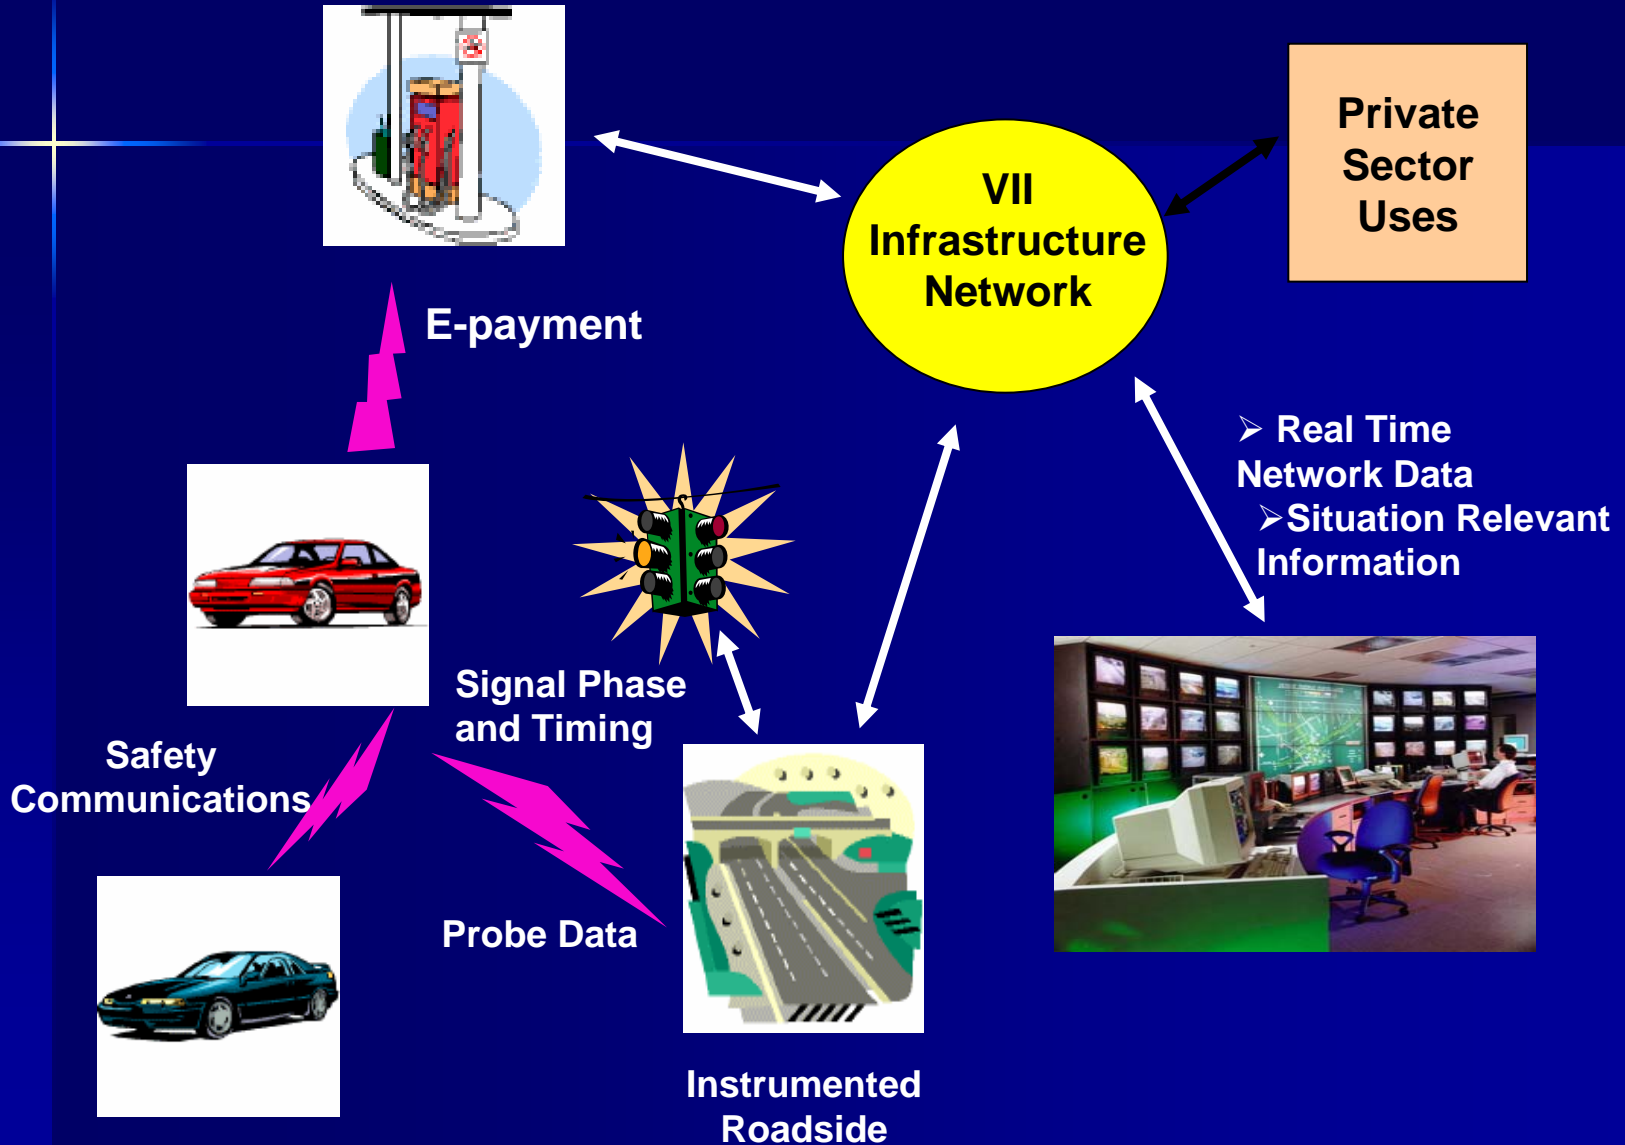 Private
Sector
Uses
VII
Infrastructure
Network
E-payment
➢ Real Time
Network Data
➢Situation Relevant
Information
Signal Phase
and Timing
Safety
Communications
Probe Data
Instrumented
Roadside